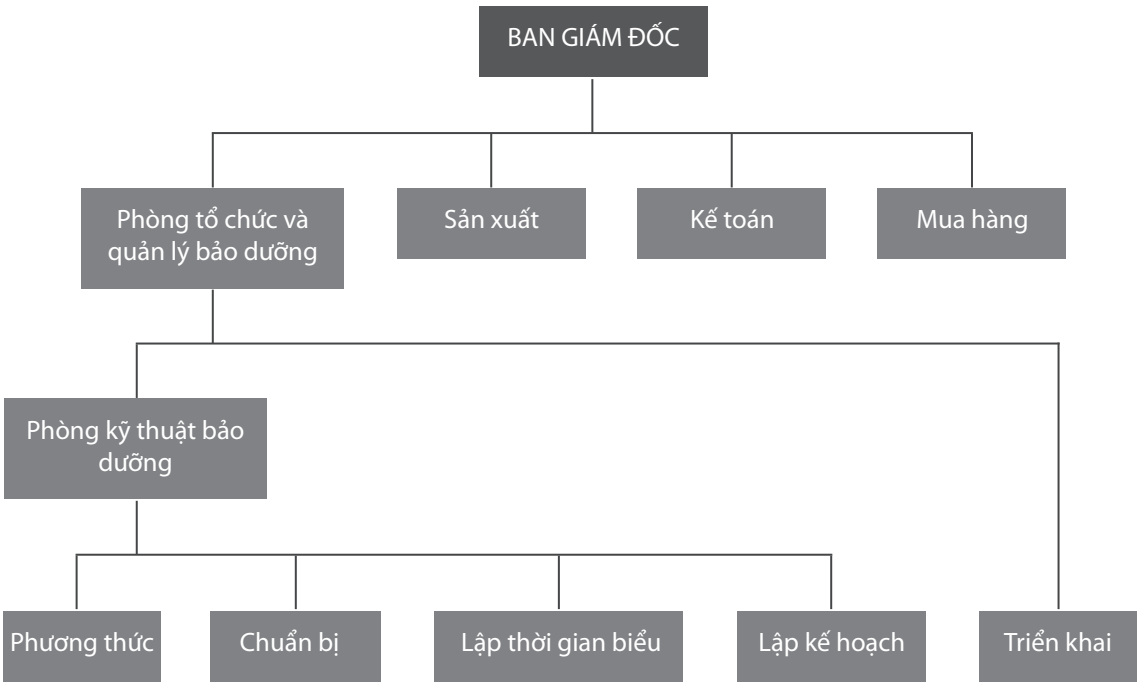 BAN GIÁM ĐỐC
Phòng tổ chức và
quản lý bảo dưỡng
Sản xuất
Kế toán
Mua hàng
Phòng kỹ thuật bảo
dưỡng
Phương thức
Chuẩn bị
Lập thời gian biểu
Lập kế hoạch
Triển khai